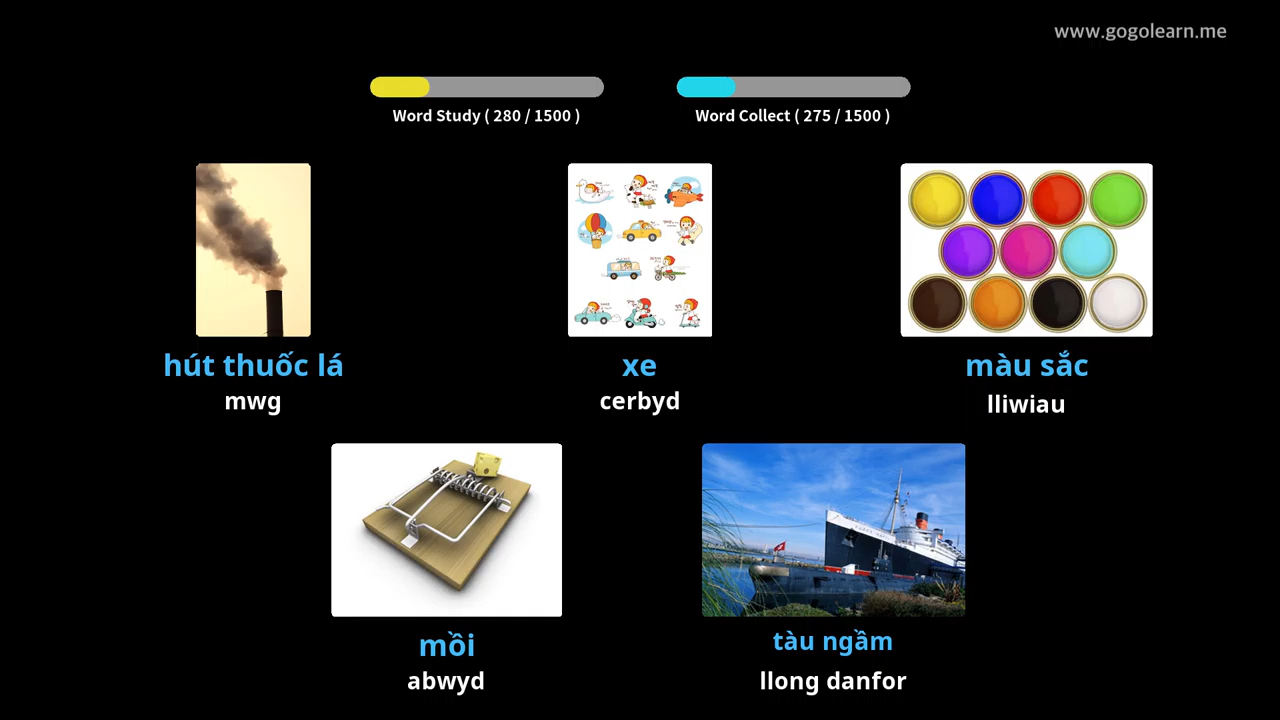 www.gogolearn.me
Word Study ( 280 / 1500 )
Word Collect ( 275 / 1500 )
hút thuốc lá
mwg
xe
cerbyd
màu sắc
lliwiau
mồi
abwyd
tàu ngầm
llong danfor